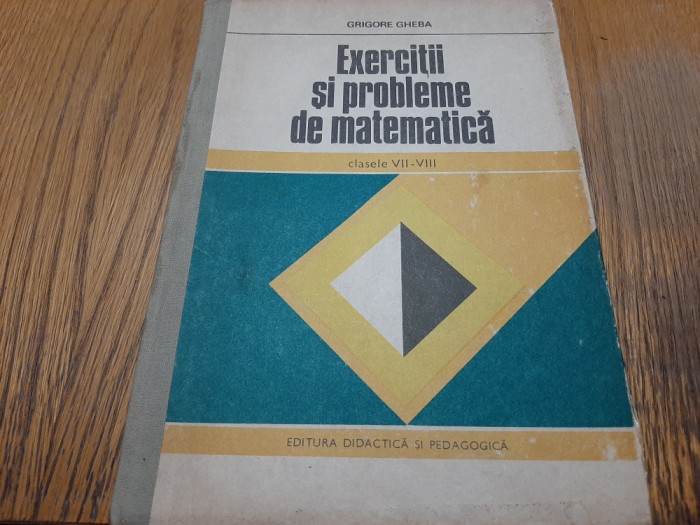 GRIGORE GHEBA
Exerciții
și probleme
de matematică
clasele VII-VIII
EDITURA DIDACTICĂ ȘI PEDAGOGICĂ